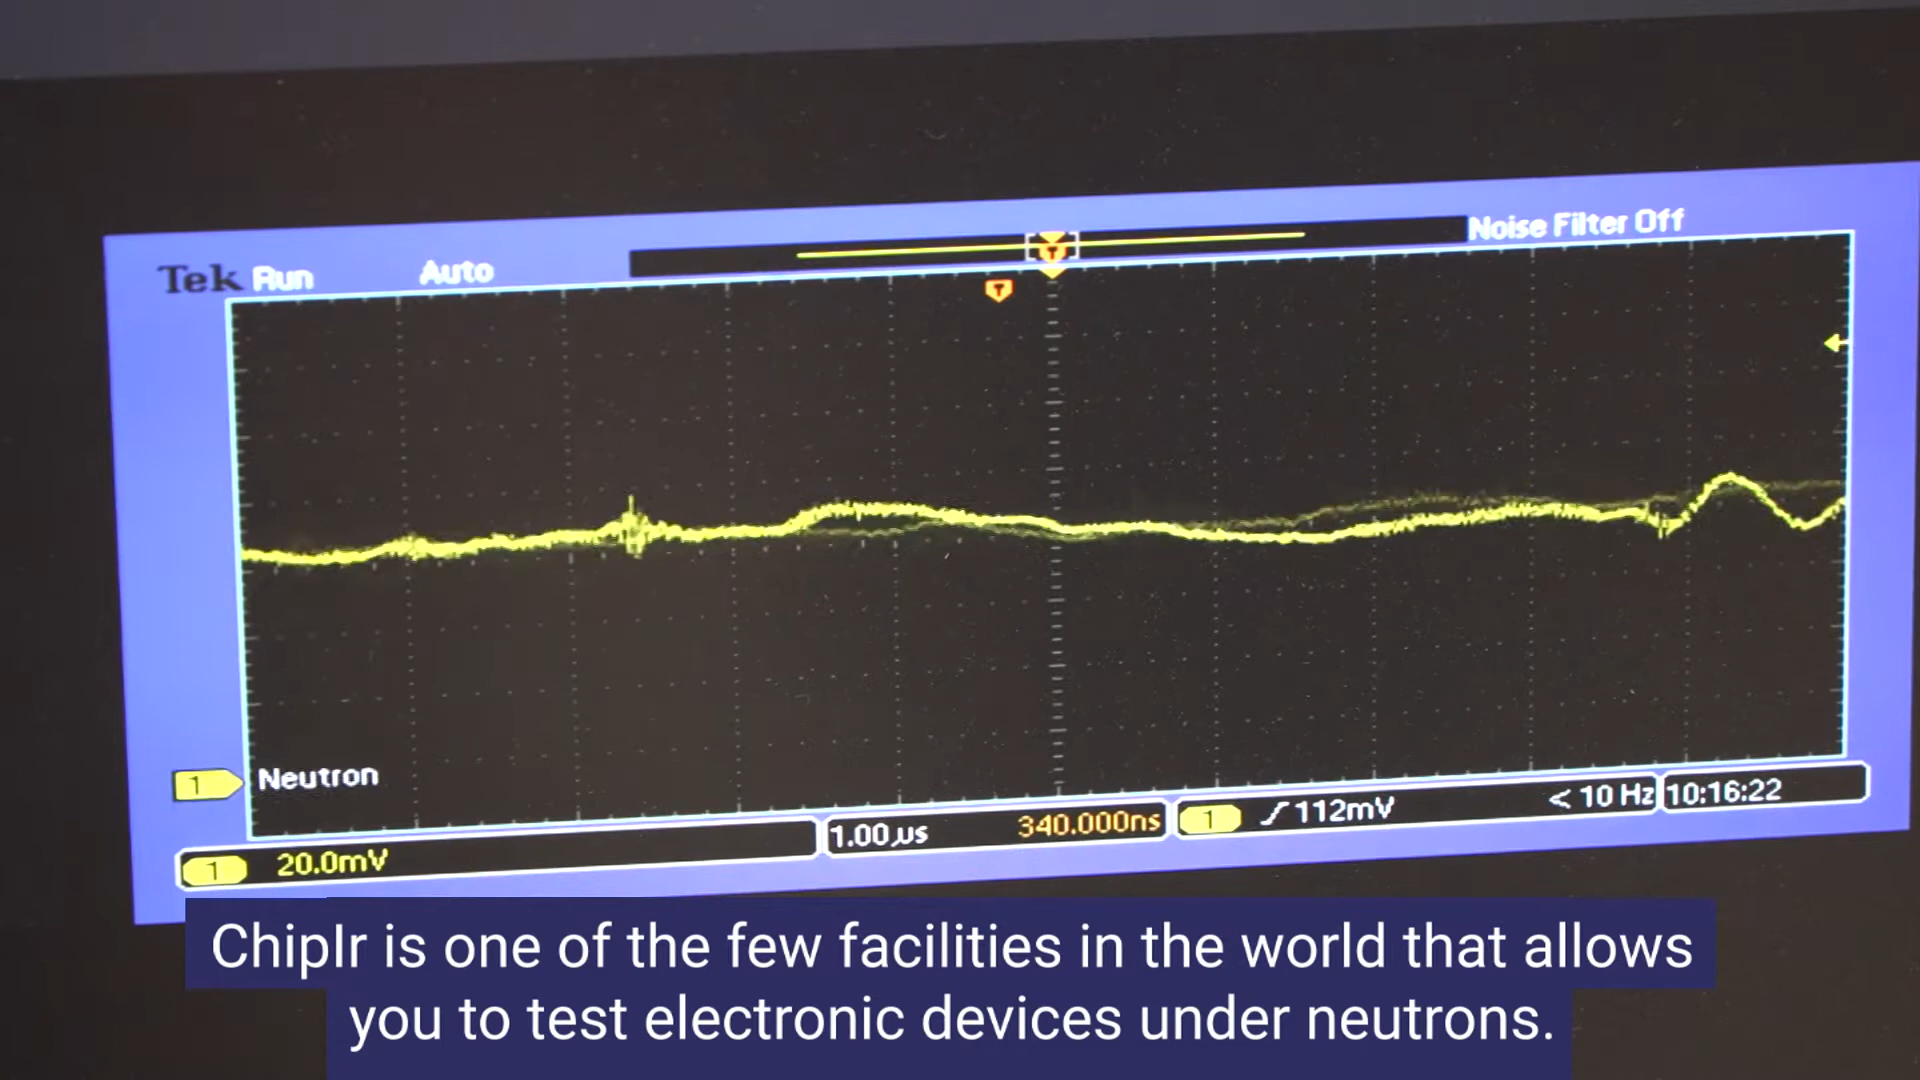 Tek Run Auto Noise Filter Off
T
T
1 Neutron
1 20.0mV 1.00µs 340.000ns 1 112mV < 10 Hz 10:16:22
ChipIr is one of the few facilities in the world that allows
you to test electronic devices under neutrons.